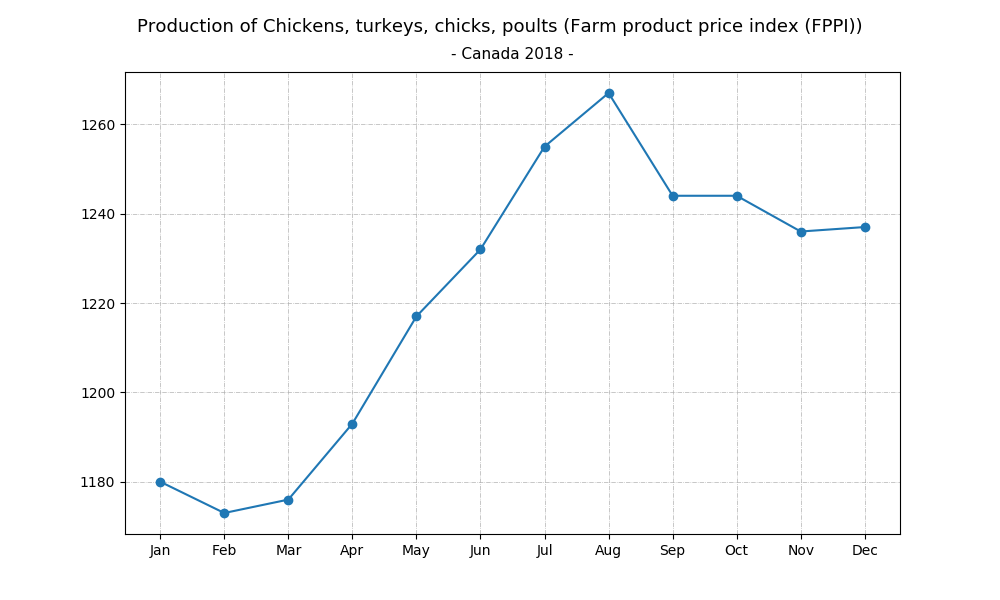 Production of Chickens, turkeys, chicks, poults (Farm product price index (FPPI))
- Canada 2018 -
1260
1240
1220
1200
1180
Jan Feb Mar Apr May Jun Jul Aug Sep Oct Nov Dec